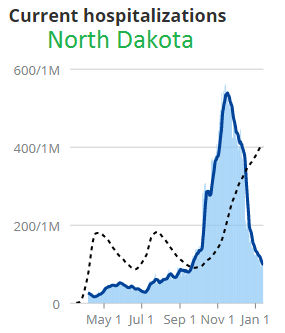 Current hospitalizations
North Dakota
600/1M
400/1M
200/1M
0
May 1 Jul 1 Sep 1 Nov 1 Jan 1